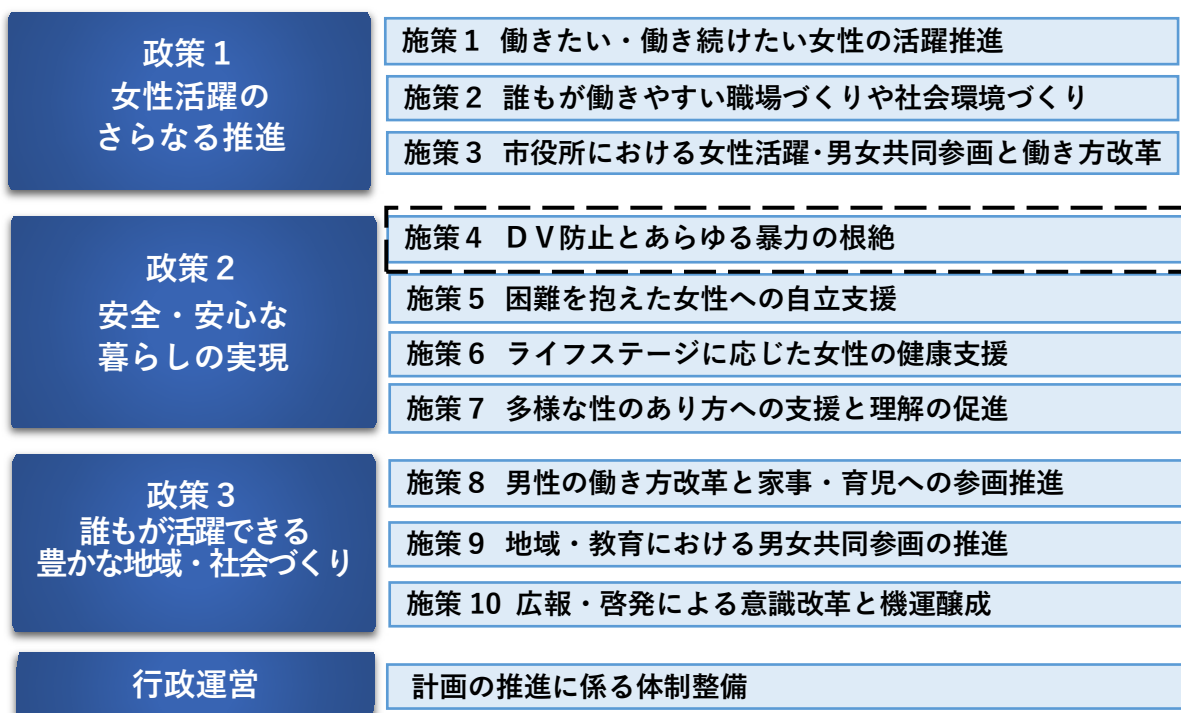 政策１
女性活躍の
さらなる推進
施策１ 働きたい・働き続けたい女性の活躍推進
施策２ 誰もが働きやすい職場づくりや社会環境づくり
施策３ 市役所における女性活躍･男女共同参画と働き方改革
政策２
安全・安心な
暮らしの実現
施策４ ＤＶ防止とあらゆる暴力の根絶
施策５ 困難を抱えた女性への自立支援
施策６ ライフステージに応じた女性の健康支援
施策７ 多様な性のあり方への支援と理解の促進
政策３
誰もが活躍できる
豊かな地域・社会づくり
施策８ 男性の働き方改革と家事・育児への参画推進
施策９ 地域・教育における男女共同参画の推進
施策 10 広報・啓発による意識改革と機運醸成
行政運営
計画の推進に係る体制整備